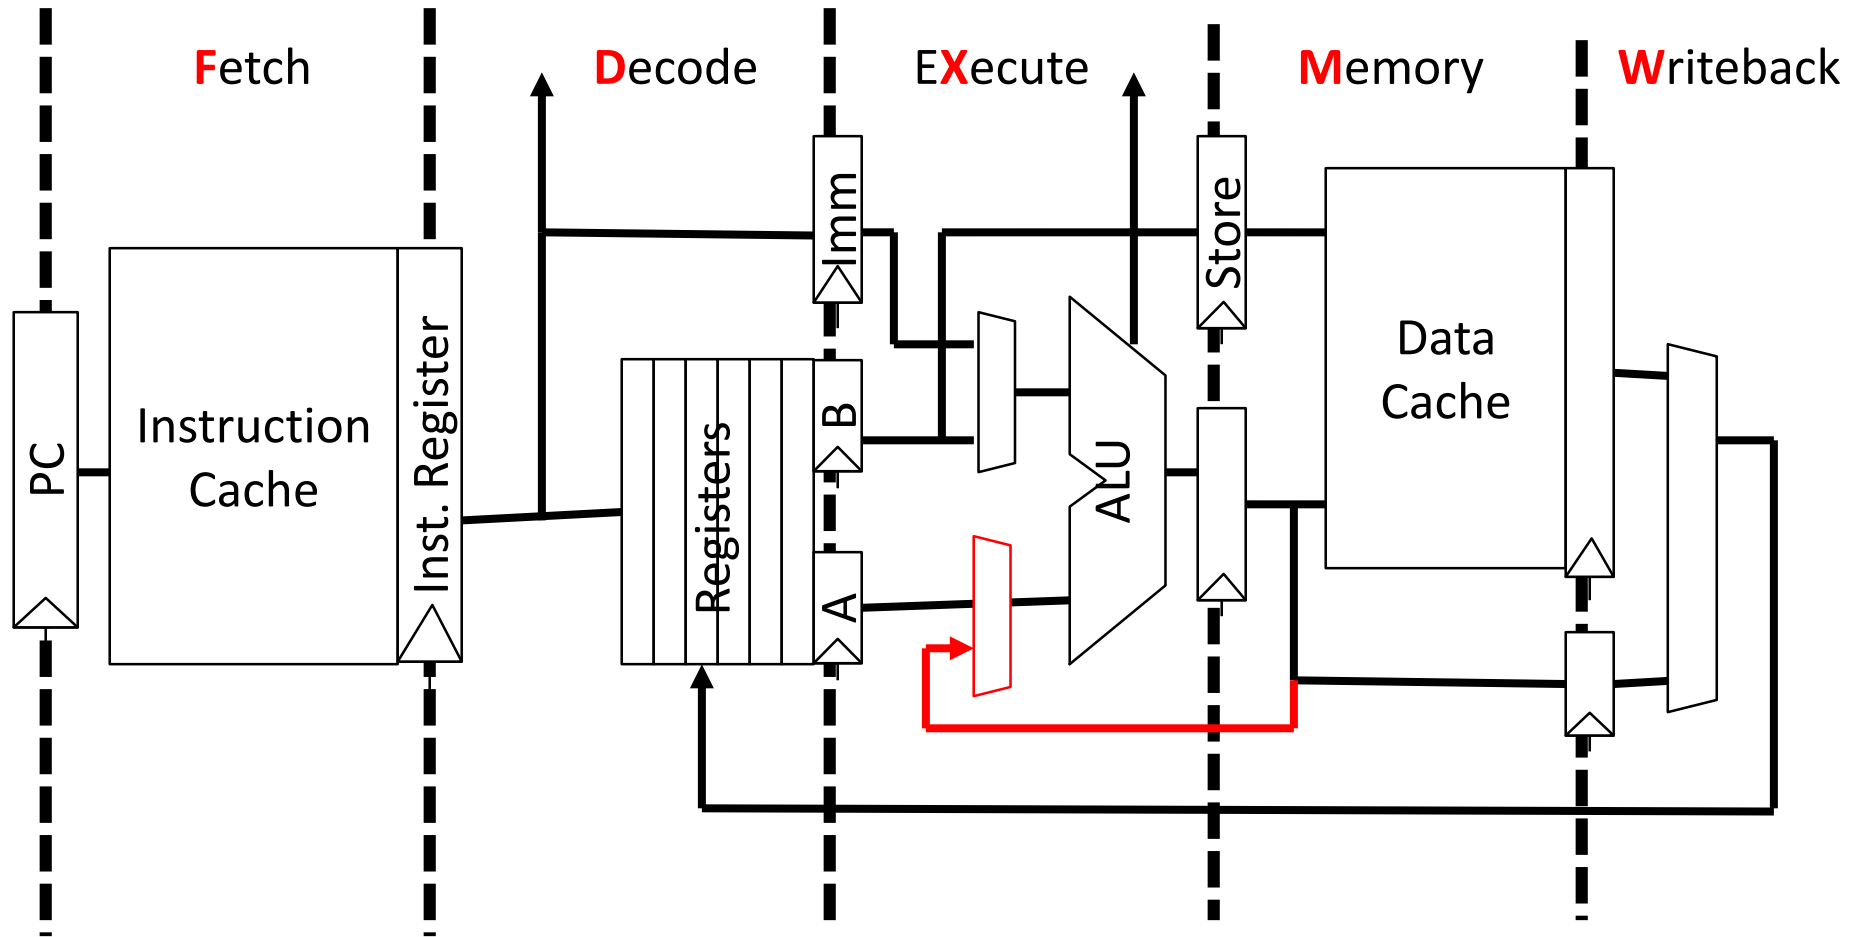 Fetch
Decode
EXecute
Memory
Writeback
PC
Instruction
Cache
Inst. Register
Registers
Imm
B
A
ALU
Store
Data
Cache